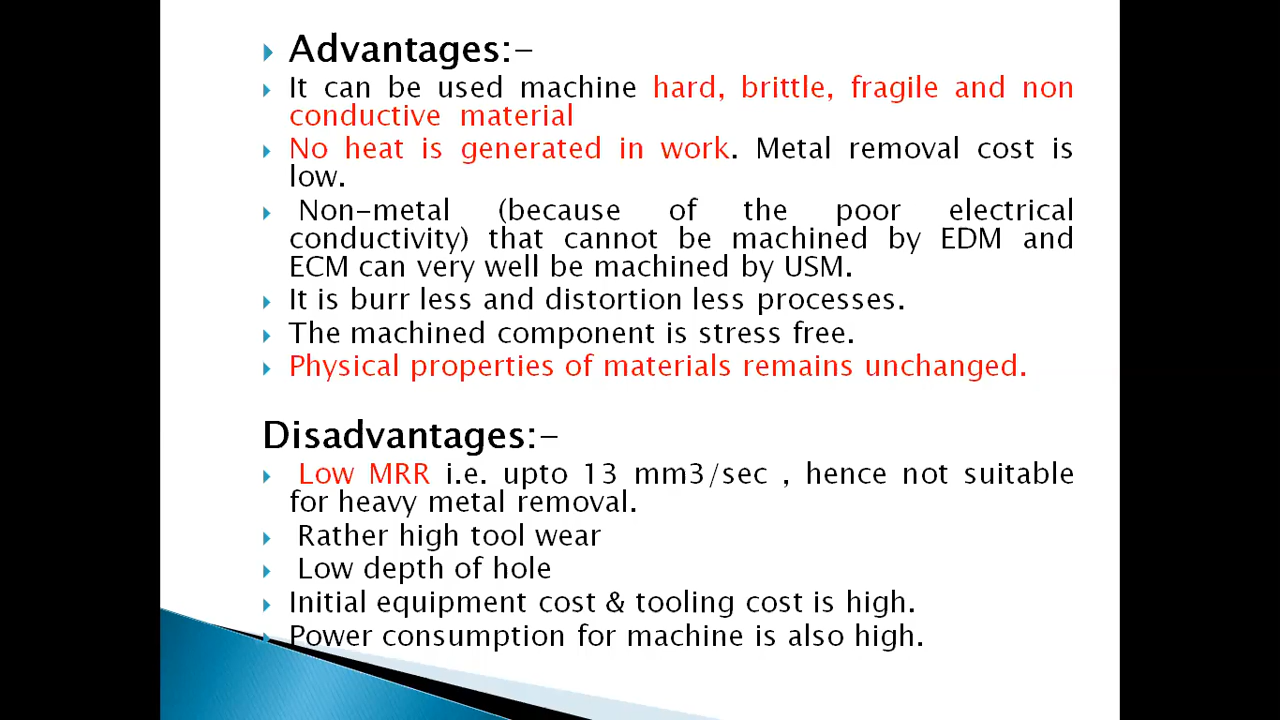 Advantages:-
It can be used machine hard, brittle, fragile and non
conductive material
No heat is generated in work. Metal removal cost is
low.
Non-metal (because of the poor electrical
conductivity) that cannot be machined by EDM and
ECM can very well be machined by USM.
It is burr less and distortion less processes.
The machined component is stress free.
Physical properties of materials remains unchanged.
Disadvantages:-
Low MRR i.e. upto 13 mm3/sec , hence not suitable
for heavy metal removal.
Rather high tool wear
Low depth of hole
Initial equipment cost & tooling cost is high.
Power consumption for machine is also high.